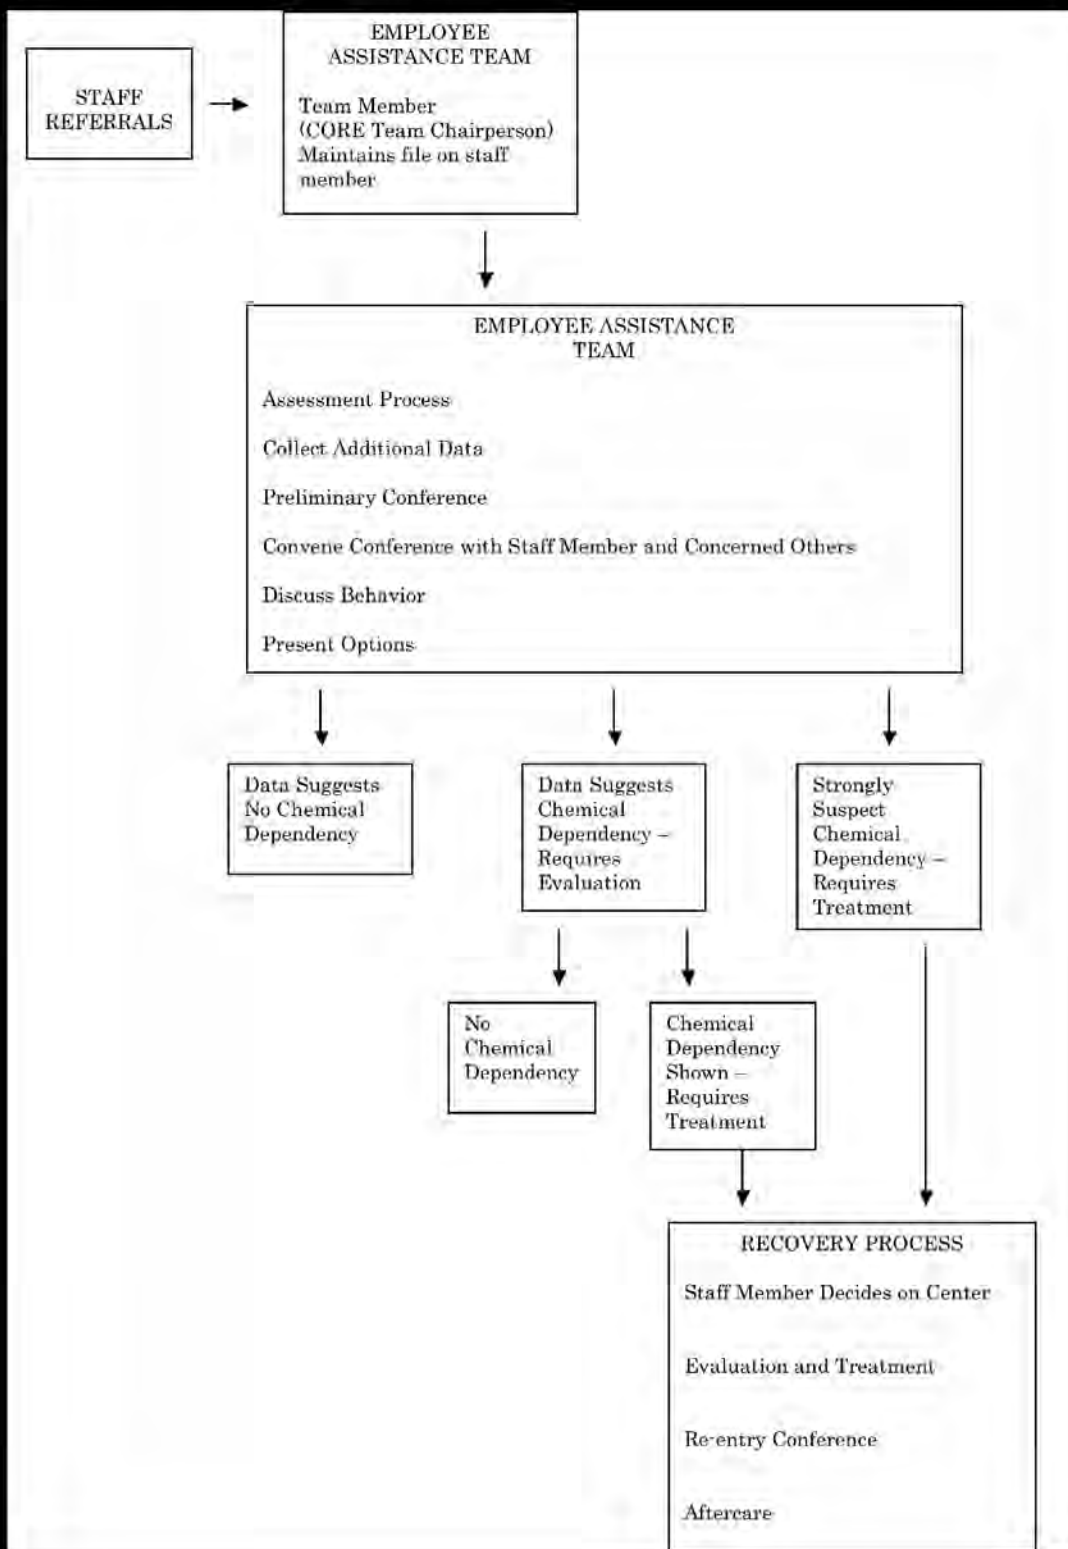 STAFF
REFERRALS
EMPLOYEE
ASSISTANCE TEAM
Team Member
(CORE Team Chairperson)
Maintains file on staff
member
EMPLOYEE ASSISTANCE
TEAM
Assessment Process
Collect Additional Data
Preliminary Conference
Convene Conference with Staff Member and Concerned Others
Discuss Behavior
Present Options
Data Suggests
No Chemical
Dependency
Data Suggests
Chemical
Dependency –
Requires
Evaluation
Strongly
Suspect
Chemical
Dependency –
Requires
Treatment
No
Chemical
Dependency
Chemical
Dependency
Shown –
Requires
Treatment
RECOVERY PROCESS
Staff Member Decides on Center
Evaluation and Treatment
Re-entry Conference
Aftercare